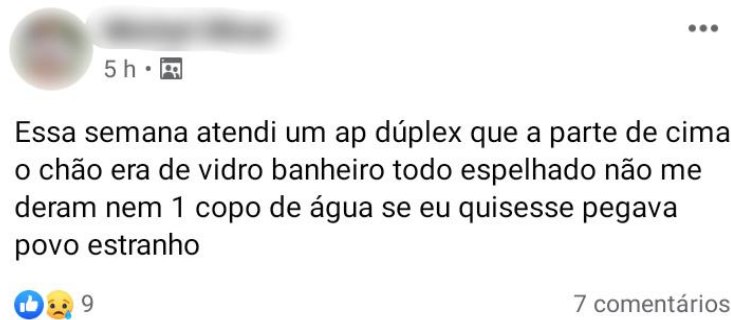 5 h •
Essa semana atendi um ap dúplex que a parte de cima
o chão era de vidro banheiro todo espelhado não me
deram nem 1 copo de água se eu quisesse pegava
povo estranho
9
7 comentários